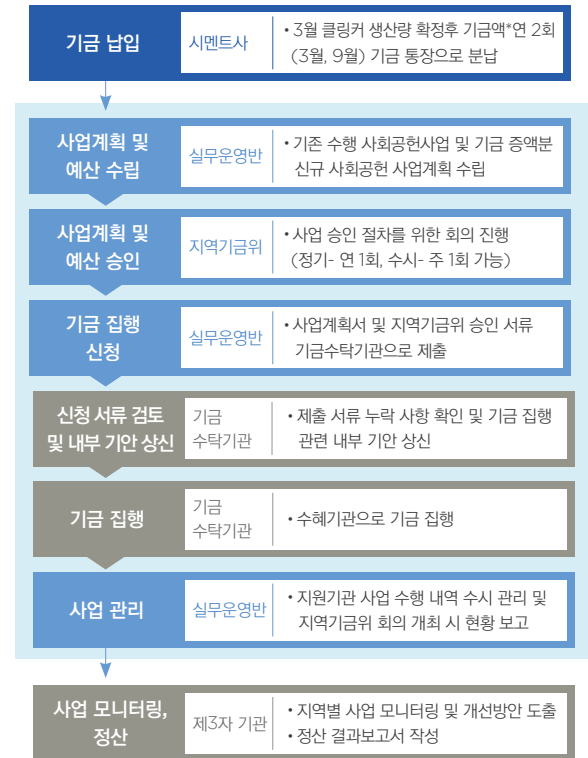 기금 납입
시멘트사
• 3월 클링커 생산량 확정후 기금액*연 2회
(3월, 9월) 기금 통장으로 분납
사업계획 및
예산 수립
실무운영반
• 기존 수행 사회공헌사업 및 기금 증액분
신규 사회공헌 사업계획 수립
사업계획 및
예산 승인
지역기금위
• 사업 승인 절차를 위한 회의 진행
(정기- 연 1회, 수시- 주 1회 가능)
기금 집행
신청
실무운영반
• 사업계획서 및 지역기금위 승인 서류
기금수탁기관으로 제출
신청 서류 검토
및 내부 기안 상신
기금
수탁기관
• 제출 서류 누락 사항 확인 및 기금 집행
관련 내부 기안 상신
기금 집행
기금
수탁기관
• 수혜기관으로 기금 집행
사업 관리
실무운영반
• 지원기관 사업 수행 내역 수시 관리 및
지역기금위 회의 개최 시 현황 보고
사업 모니터링,
정산
제3자 기관
• 지역별 사업 모니터링 및 개선방안 도출
• 정산 결과보고서 작성